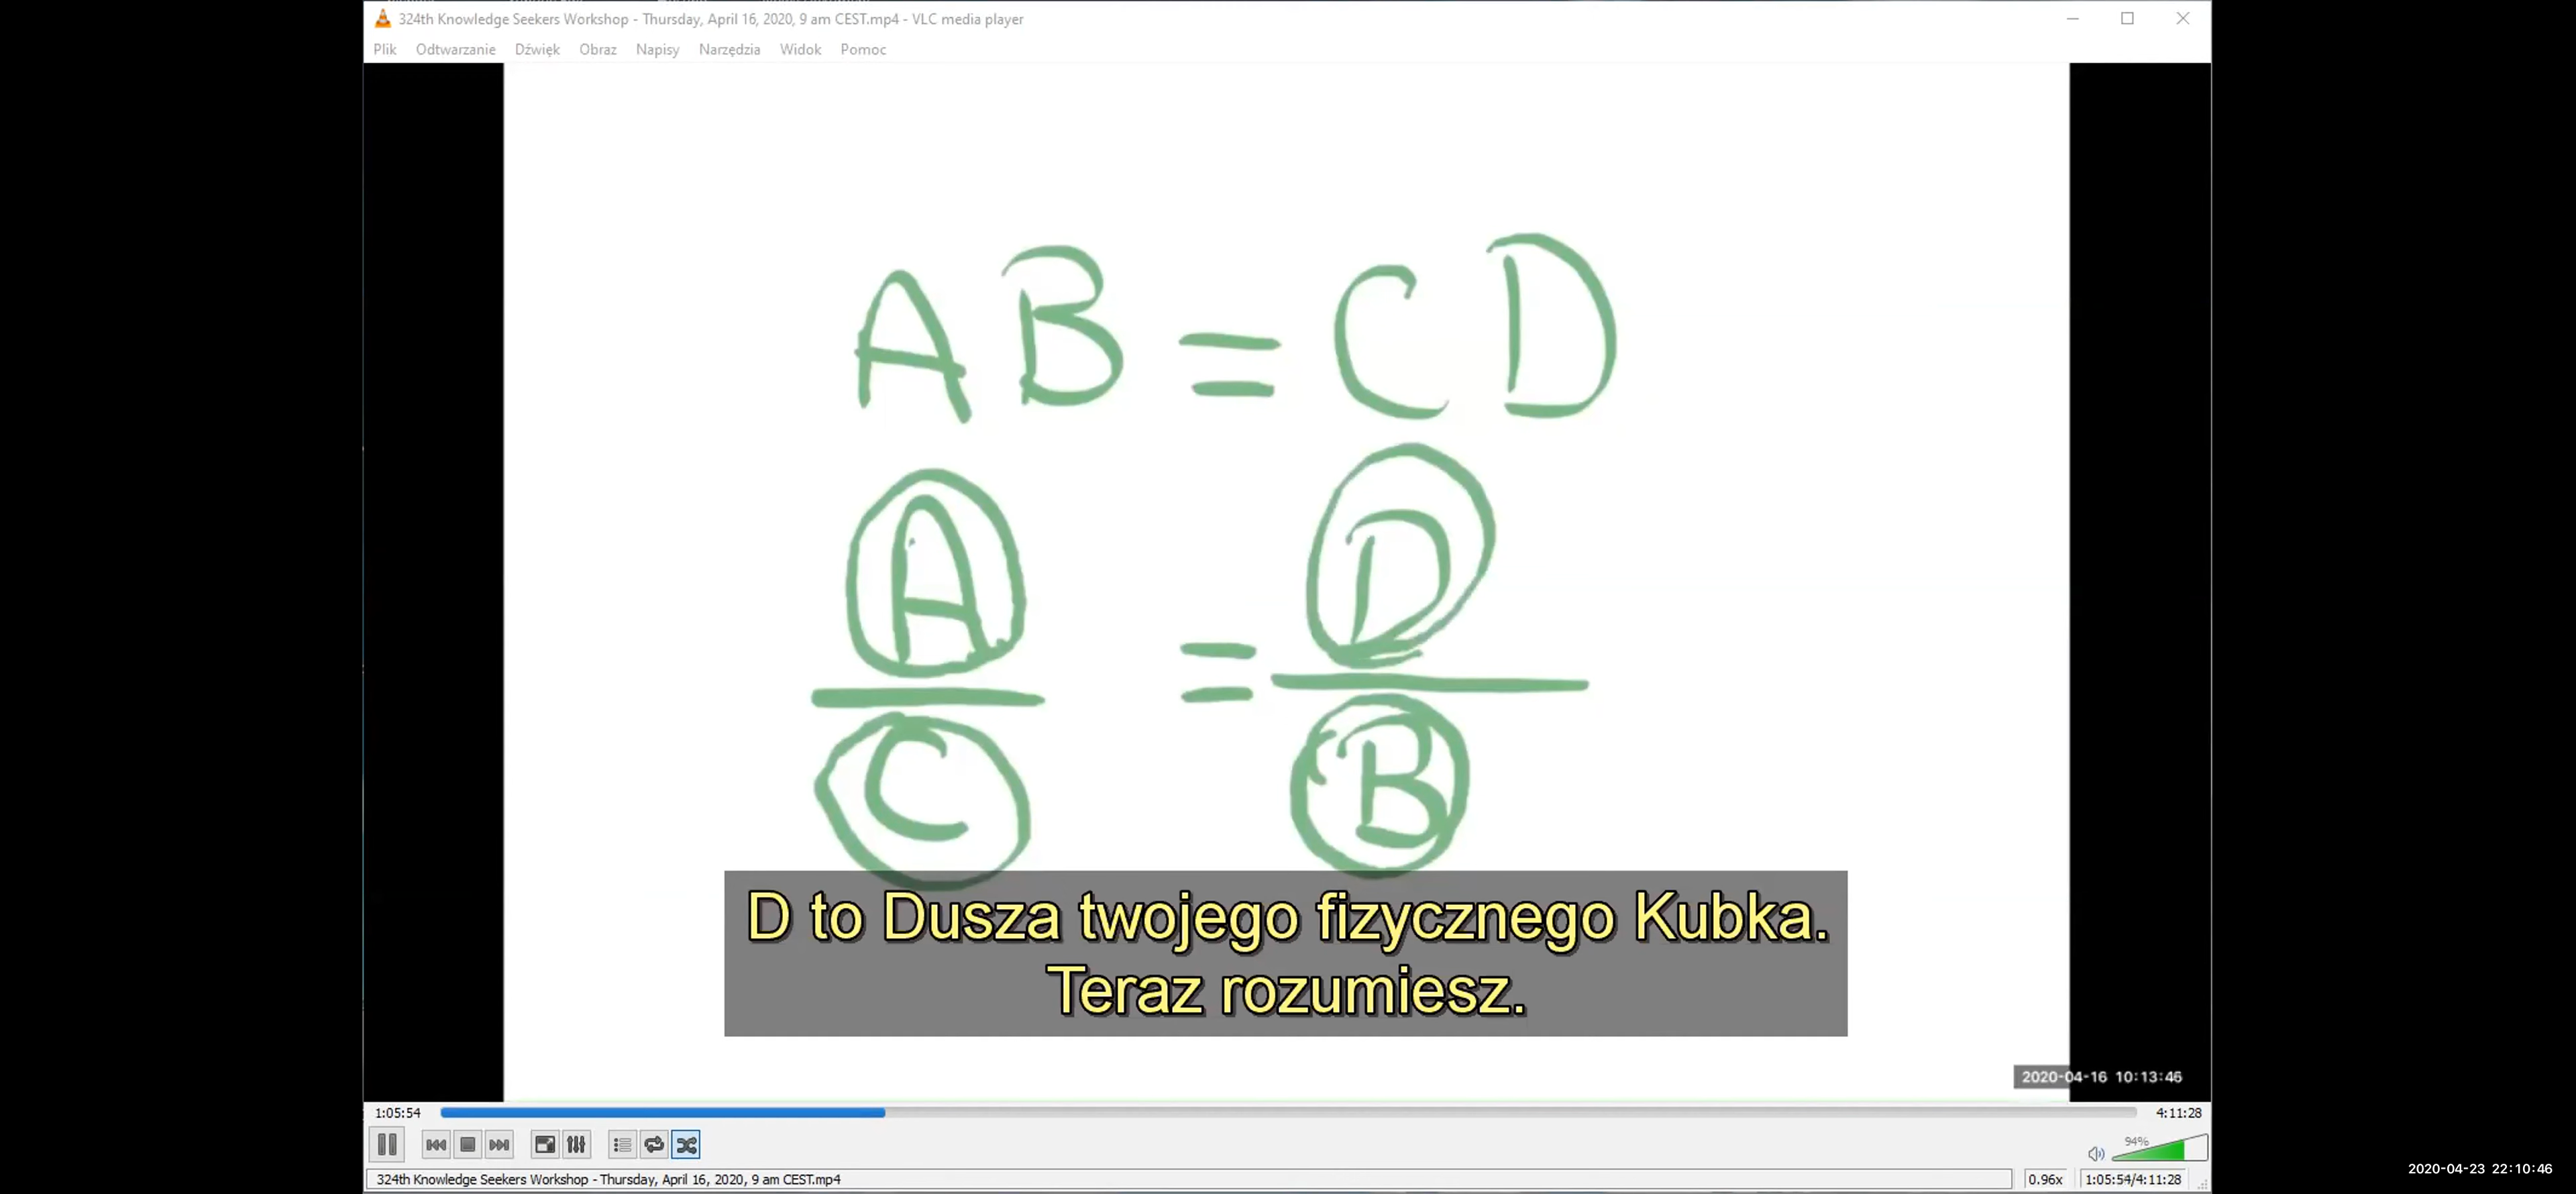 324th Knowledge Seekers Workshop - Thursday, April 16, 2020, 9 am CEST.mp4 - VLC media player
Plik Odtwarzanie Dźwięk Obraz Napisy Narzędzia Widok Pomoc
A B = C D
A = D
C B
D to Dusza twojego fizycznego Kubka.
Teraz rozumiesz.
2020-04-16 10:13:46
1:05:54 4:11:28
94%
324th Knowledge Seekers Workshop - Thursday, April 16, 2020, 9 am CEST.mp4 0.96x 1:05:54/4:11:28
2020-04-23 22:10:46